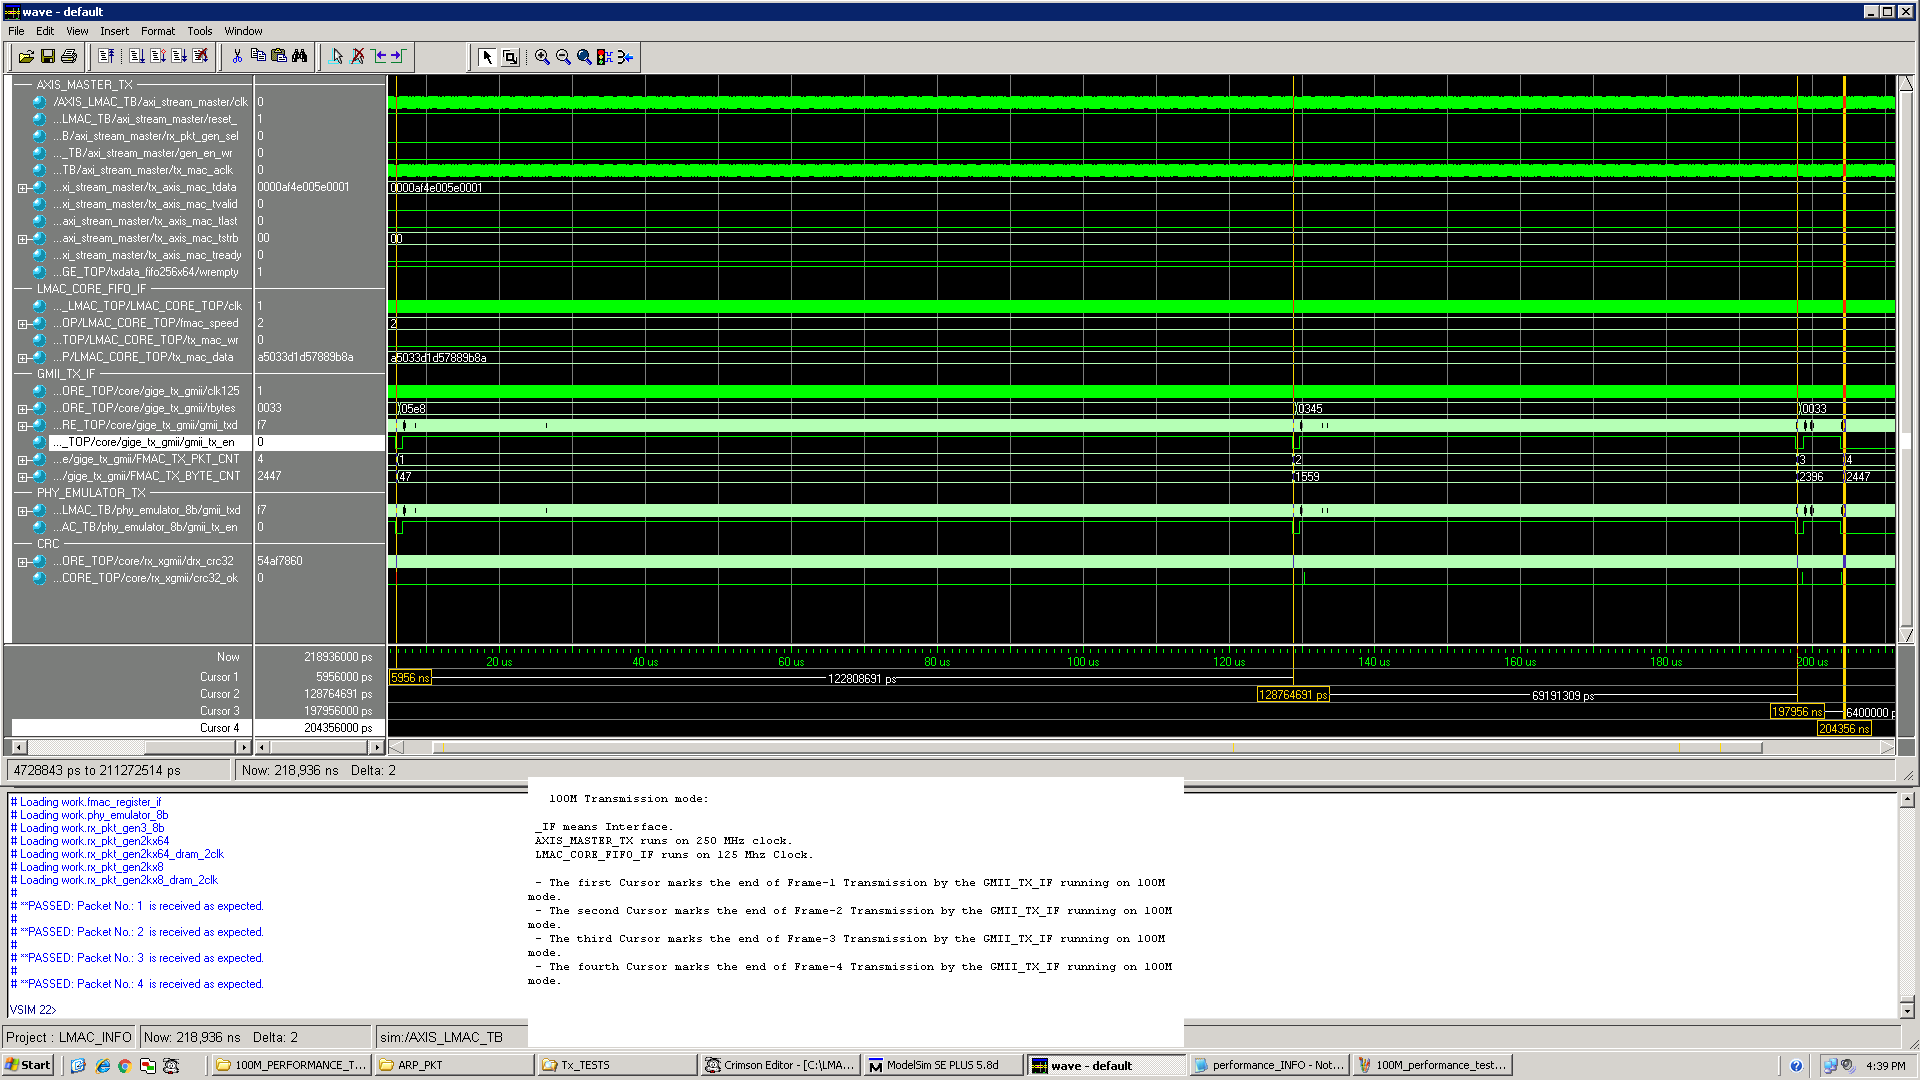 wave - default
File Edit View Insert Format Tools Window
AXIS_MASTER_TX
/AXIS_LMAC_TB/axi_stream_master/clk 0
...LMAC_TB/axi_stream_master/reset_ 1
...B/axi_stream_master/rx_pkt_gen_sel 0
..._TB/axi_stream_master/gen_en_wr 0
...TB/axi_stream_master/tx_mac_aclk 0
...xi_stream_master/tx_axis_mac_tdata 0000af4e005e0001 0000af4e005e0001
...xi_stream_master/tx_axis_mac_tvalid 0
...axi_stream_master/tx_axis_mac_tlast 0
...axi_stream_master/tx_axis_mac_tstrb 00 00
...xi_stream_master/tx_axis_mac_tready 0
...GE_TOP/txdata_fifo256x64/wrempty 1
LMAC_CORE_FIFO_IF
..._LMAC_TOP/LMAC_CORE_TOP/clk 1
...OP/LMAC_CORE_TOP/fmac_speed 2 2
...TOP/LMAC_CORE_TOP/tx_mac_wr 0
...P/LMAC_CORE_TOP/tx_mac_data a5033d1d57889b8a a5033d1d57889b8a
GMII_TX_IF
...ORE_TOP/core/gige_tx_gmii/clk125 1
...ORE_TOP/core/gige_tx_gmii/rbytes 0033 05e8 0345 0033
...RE_TOP/core/gige_tx_gmii/gmii_txd f7
..._TOP/core/gige_tx_gmii/gmii_tx_en 0
...e/gige_tx_gmii/FMAC_TX_PKT_CNT 4 1 2 3 4
.../gige_tx_gmii/FMAC_TX_BYTE_CNT 2447 47 1559 2396 2447
PHY_EMULATOR_TX
...LMAC_TB/phy_emulator_8b/gmii_txd f7
...AC_TB/phy_emulator_8b/gmii_tx_en 0
CRC
...ORE_TOP/core/rx_xgmii/drx_crc32 54af7860
...CORE_TOP/core/rx_xgmii/crc32_ok 0
Now 218936000 ps 20 us 40 us 60 us 80 us 100 us 120 us 140 us 160 us 180 us 200 us
Cursor 1 5956000 ps 5956 ns 122808691 ps
Cursor 2 128764691 ps 128764691 ps 69191309 ps
Cursor 3 197956000 ps 197956 ns 6400000 p
Cursor 4 204356000 ps 204356 ns
4728843 ps to 211272514 ps Now: 218,936 ns Delta: 2
# Loading work.fmac_register_if
# Loading work.phy_emulator_8b
# Loading work.rx_pkt_gen3_8b
# Loading work.rx_pkt_gen2kx64
# Loading work.rx_pkt_gen2kx64_dram_2clk
# Loading work.rx_pkt_gen2kx8
# Loading work.rx_pkt_gen2kx8_dram_2clk
#
# **PASSED: Packet No.: 1 is received as expected.
#
# **PASSED: Packet No.: 2 is received as expected.
#
# **PASSED: Packet No.: 3 is received as expected.
#
# **PASSED: Packet No.: 4 is received as expected.
VSIM 22>
100M Transmission mode:
_IF means Interface.
AXIS_MASTER_TX runs on 250 MHz clock.
LMAC_CORE_FIFO_IF runs on 125 Mhz Clock.
- The first Cursor marks the end of Frame-1 Transmission by the GMII_TX_IF running on 100M
mode.
- The second Cursor marks the end of Frame-2 Transmission by the GMII_TX_IF running on 100M
mode.
- The third Cursor marks the end of Frame-3 Transmission by the GMII_TX_IF running on 100M
mode.
- The fourth Cursor marks the end of Frame-4 Transmission by the GMII_TX_IF running on 100M
mode.
Project : LMAC_INFO Now: 218,936 ns Delta: 2 sim:/AXIS_LMAC_TB
Start 100M_PERFORMANCE_T... ARP_PKT Tx_TESTS Crimson Editor - [C:\LMA... ModelSim SE PLUS 5.8d wave - default performance_INFO - Not... 100M_performance_test... 4:39 PM